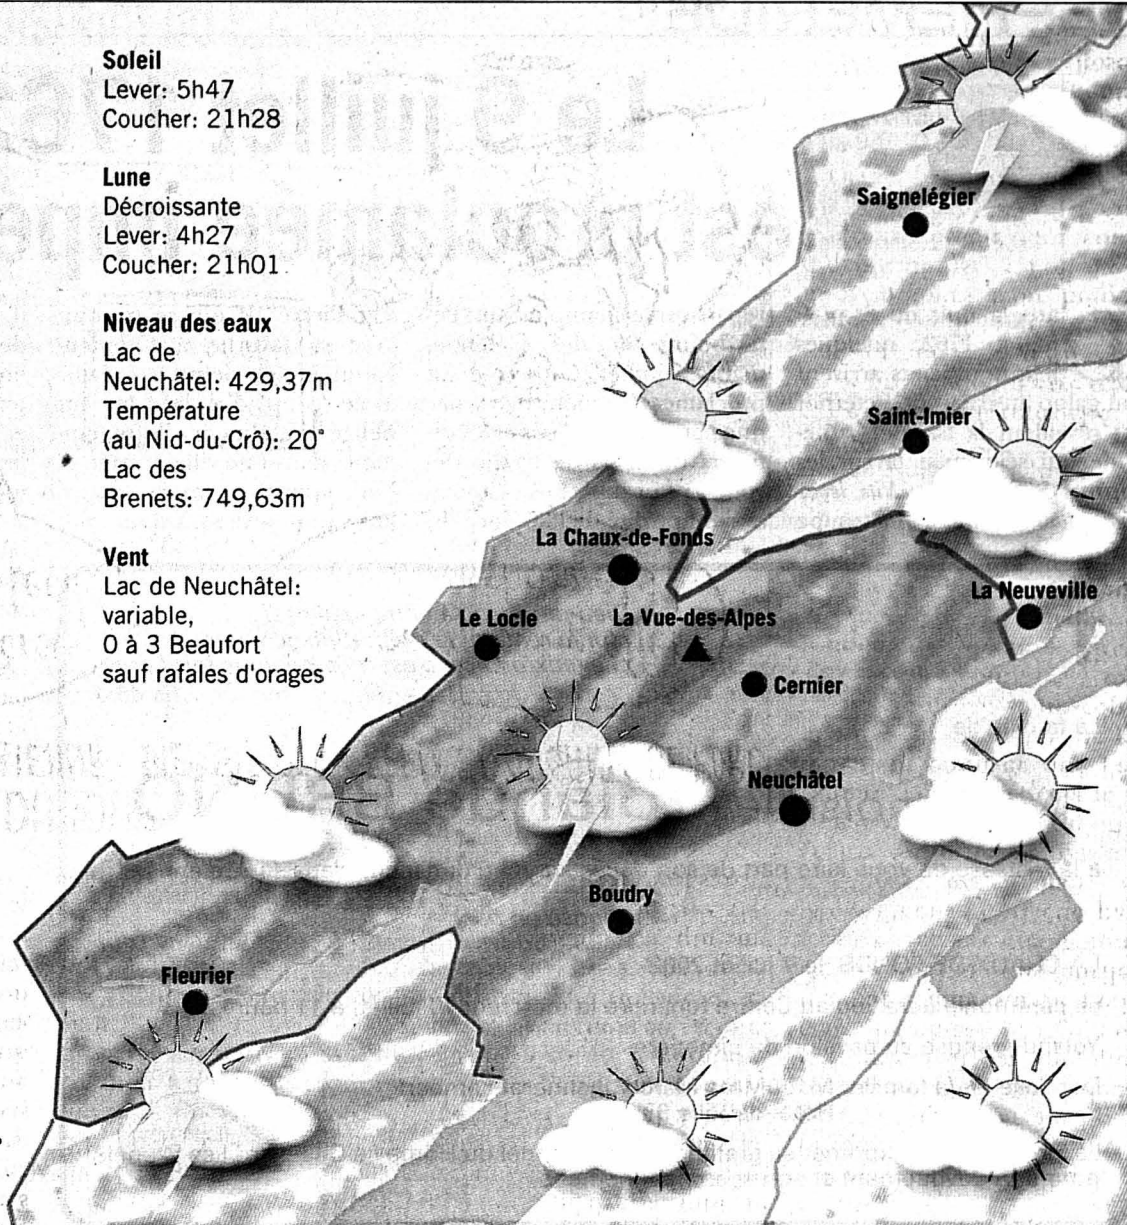 Soleil
Lever: 5h47
Coucher: 21h28
Lune
Décroissante
Lever: 4h27
Coucher: 21h01
Niveau des eaux
Lac de
Neuchâtel: 429,37m
Température
(au Nid-du-Crô): 20°
Lac des
Brenets: 749,63m
Vent
Lac de Neuchâtel:
variable,
0 à 3 Beaufort
sauf rafales d'orages
Saignelégier
Saint-Imier
La Chaux-de-Fonds
La Neuveville
Le Locle
La Vue-des-Alpes
Cernier
Neuchâtel
Boudry
Fleurier